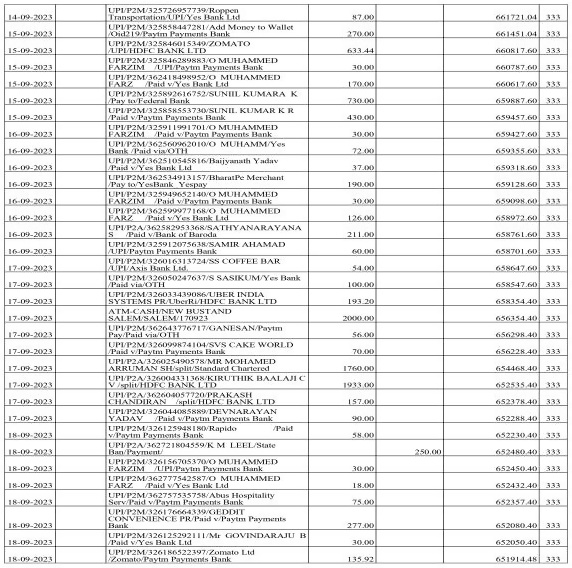 UPI/P2M/325726957739/Roppen
14-09-2023 Transportation/UPI/Yes Bank Ltd 87.00 661721.04 333
UPI/P2M/325858447281/Add Money to Wallet
15-09-2023 /Oid219/Paytm Payments Bank 270.00 661451.04 333
UPI/P2M/325846015349/ZOMATO
15-09-2023 /UPI/HDFC BANK LTD 633.44 660817.60 333
UPI/P2M/325846289883/O MUHAMMED
15-09-2023 FARZIM /UPI/Paytm Payments Bank 30.00 660787.60 333
UPI/P2M/362418498952/O MUHAMMED
15-09-2023 FARZ /Paid v/Yes Bank Ltd 170.00 660617.60 333
UPI/P2M/325892616752/SUNIIL KUMARA K
15-09-2023 /Pay to/Federal Bank 730.00 659887.60 333
UPI/P2M/325858553730/SUNIL KUMAR K R
15-09-2023 /Paid v/Paytm Payments Bank 430.00 659457.60 333
UPI/P2M/325911991701/O MUHAMMED
16-09-2023 FARZIM /Paid v/Paytm Payments Bank 30.00 659427.60 333
UPI/P2M/362560962010/O MUHAMM/Yes
16-09-2023 Bank /Paid via/OTH 72.00 659355.60 333
UPI/P2M/362510545816/Baijyanath Yadav
16-09-2023 /Paid v/Yes Bank Ltd 37.00 659318.60 333
UPI/P2M/362534913157/BharatPe Merchant
16-09-2023 /Pay to/YesBank_Yespay 190.00 659128.60 333
UPI/P2M/325949652140/O MUHAMMED
16-09-2023 FARZIM /Paid v/Paytm Payments Bank 30.00 659098.60 333
UPI/P2M/362599977168/O MUHAMMED
16-09-2023 FARZ /Paid v/Yes Bank Ltd 126.00 658972.60 333
UPI/P2A/362582953368/SATHYANARAYANA
16-09-2023 S /Paid v/Bank of Baroda 211.00 658761.60 333
UPI/P2M/325912075638/SAMIR AHAMAD
16-09-2023 /UPI/Paytm Payments Bank 60.00 658701.60 333
UPI/P2M/326016313724/SS COFFEE BAR
17-09-2023 /UPI/Axis Bank Ltd. 54.00 658647.60 333
UPI/P2M/326050247637/S SASIKUM/Yes Bank
17-09-2023 /Paid via/OTH 100.00 658547.60 333
UPI/P2M/326033439086/UBER INDIA
17-09-2023 SYSTEMS PR/UberRi/HDFC BANK LTD 193.20 658354.40 333
ATM-CASH/NEW BUSTAND
17-09-2023 SALEM/SALEM/170923 2000.00 656354.40 333
UPI/P2M/362643776717/GANESAN/Paytm
17-09-2023 Pay/Paid via/OTH 56.00 656298.40 333
UPI/P2M/326099874104/SVS CAKE WORLD
17-09-2023 /Paid v/Paytm Payments Bank 70.00 656228.40 333
UPI/P2A/326025490578/MR MOHAMED
17-09-2023 ARRUMAN SH/split/Standard Chartered 1760.00 654468.40 333
UPI/P2A/326004331368/KIRUTHIK BAALAJI C
17-09-2023 V /split/HDFC BANK LTD 1933.00 652535.40 333
UPI/P2A/362604057720/PRAKASH
17-09-2023 CHANDIRAN /split/HDFC BANK LTD 157.00 652378.40 333
UPI/P2M/326044085889/DEVNARAYAN
17-09-2023 YADAV /Paid v/Paytm Payments Bank 90.00 652288.40 333
UPI/P2M/326125948180/Rapido /Paid
18-09-2023 v/Paytm Payments Bank 58.00 652230.40 333
UPI/P2A/362721804559/K M LEEL/State
18-09-2023 Ban/Payment/ 250.00 652480.40 333
UPI/P2M/326156705370/O MUHAMMED
18-09-2023 FARZIM /UPI/Paytm Payments Bank 30.00 652450.40 333
UPI/P2M/362777542587/O MUHAMMED
18-09-2023 FARZ /Paid v/Yes Bank Ltd 18.00 652432.40 333
UPI/P2M/362757535758/Abus Hospitality
18-09-2023 Serv/Paid v/Paytm Payments Bank 75.00 652357.40 333
UPI/P2M/326176664339/GEDDIT
CONVENIENCE PR/Paid v/Paytm Payments
18-09-2023 Bank 277.00 652080.40 333
UPI/P2M/326125292111/Mr GOVINDARAJU B
18-09-2023 /Paid v/Yes Bank Ltd 30.00 652050.40 333
UPI/P2M/326186522397/Zomato Ltd
18-09-2023 /Zomato/Paytm Payments Bank 135.92 651914.48 333